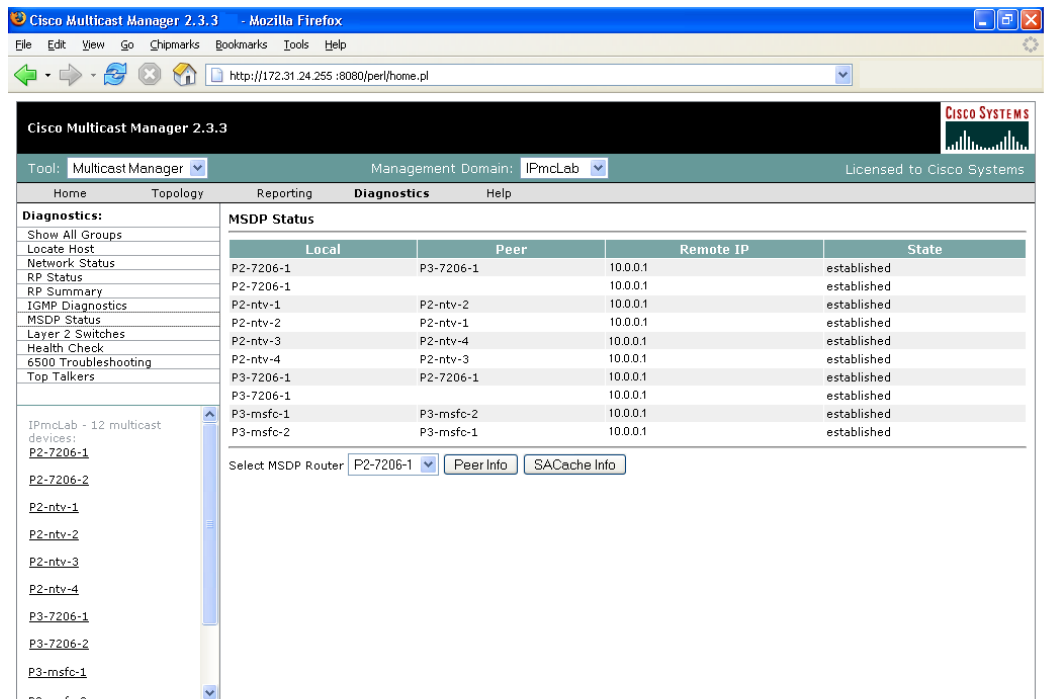 Cisco Multicast Manager 2.3.3 - Mozilla Firefox
File Edit View Go Chipmarks Bookmarks Tools Help
http://172.31.24.255 :8080/perl/home.pl
Cisco Multicast Manager 2.3.3
CISCO SYSTEMS
Tool: Multicast Manager Management Domain: IPmcLab Licensed to Cisco Systems
Home Topology Reporting Diagnostics Help
Diagnostics:
Show All Groups
Locate Host
Network Status
RP Status
RP Summary
IGMP Diagnostics
MSDP Status
Layer 2 Switches
Health Check
6500 Troubleshooting
Top Talkers
IPmcLab - 12 multicast
devices:
P2-7206-1
P2-7206-2
P2-ntv-1
P2-ntv-2
P2-ntv-3
P2-ntv-4
P3-7206-1
P3-7206-2
P3-msfc-1
MSDP Status
Local Peer Remote IP State
P2-7206-1 P3-7206-1 10.0.0.1 established
P2-7206-1 10.0.0.1 established
P2-ntv-1 P2-ntv-2 10.0.0.1 established
P2-ntv-2 P2-ntv-1 10.0.0.1 established
P2-ntv-3 P2-ntv-4 10.0.0.1 established
P2-ntv-4 P2-ntv-3 10.0.0.1 established
P3-7206-1 P2-7206-1 10.0.0.1 established
P3-7206-1 10.0.0.1 established
P3-msfc-1 P3-msfc-2 10.0.0.1 established
P3-msfc-2 P3-msfc-1 10.0.0.1 established
Select MSDP Router P2-7206-1 Peer Info SACache Info